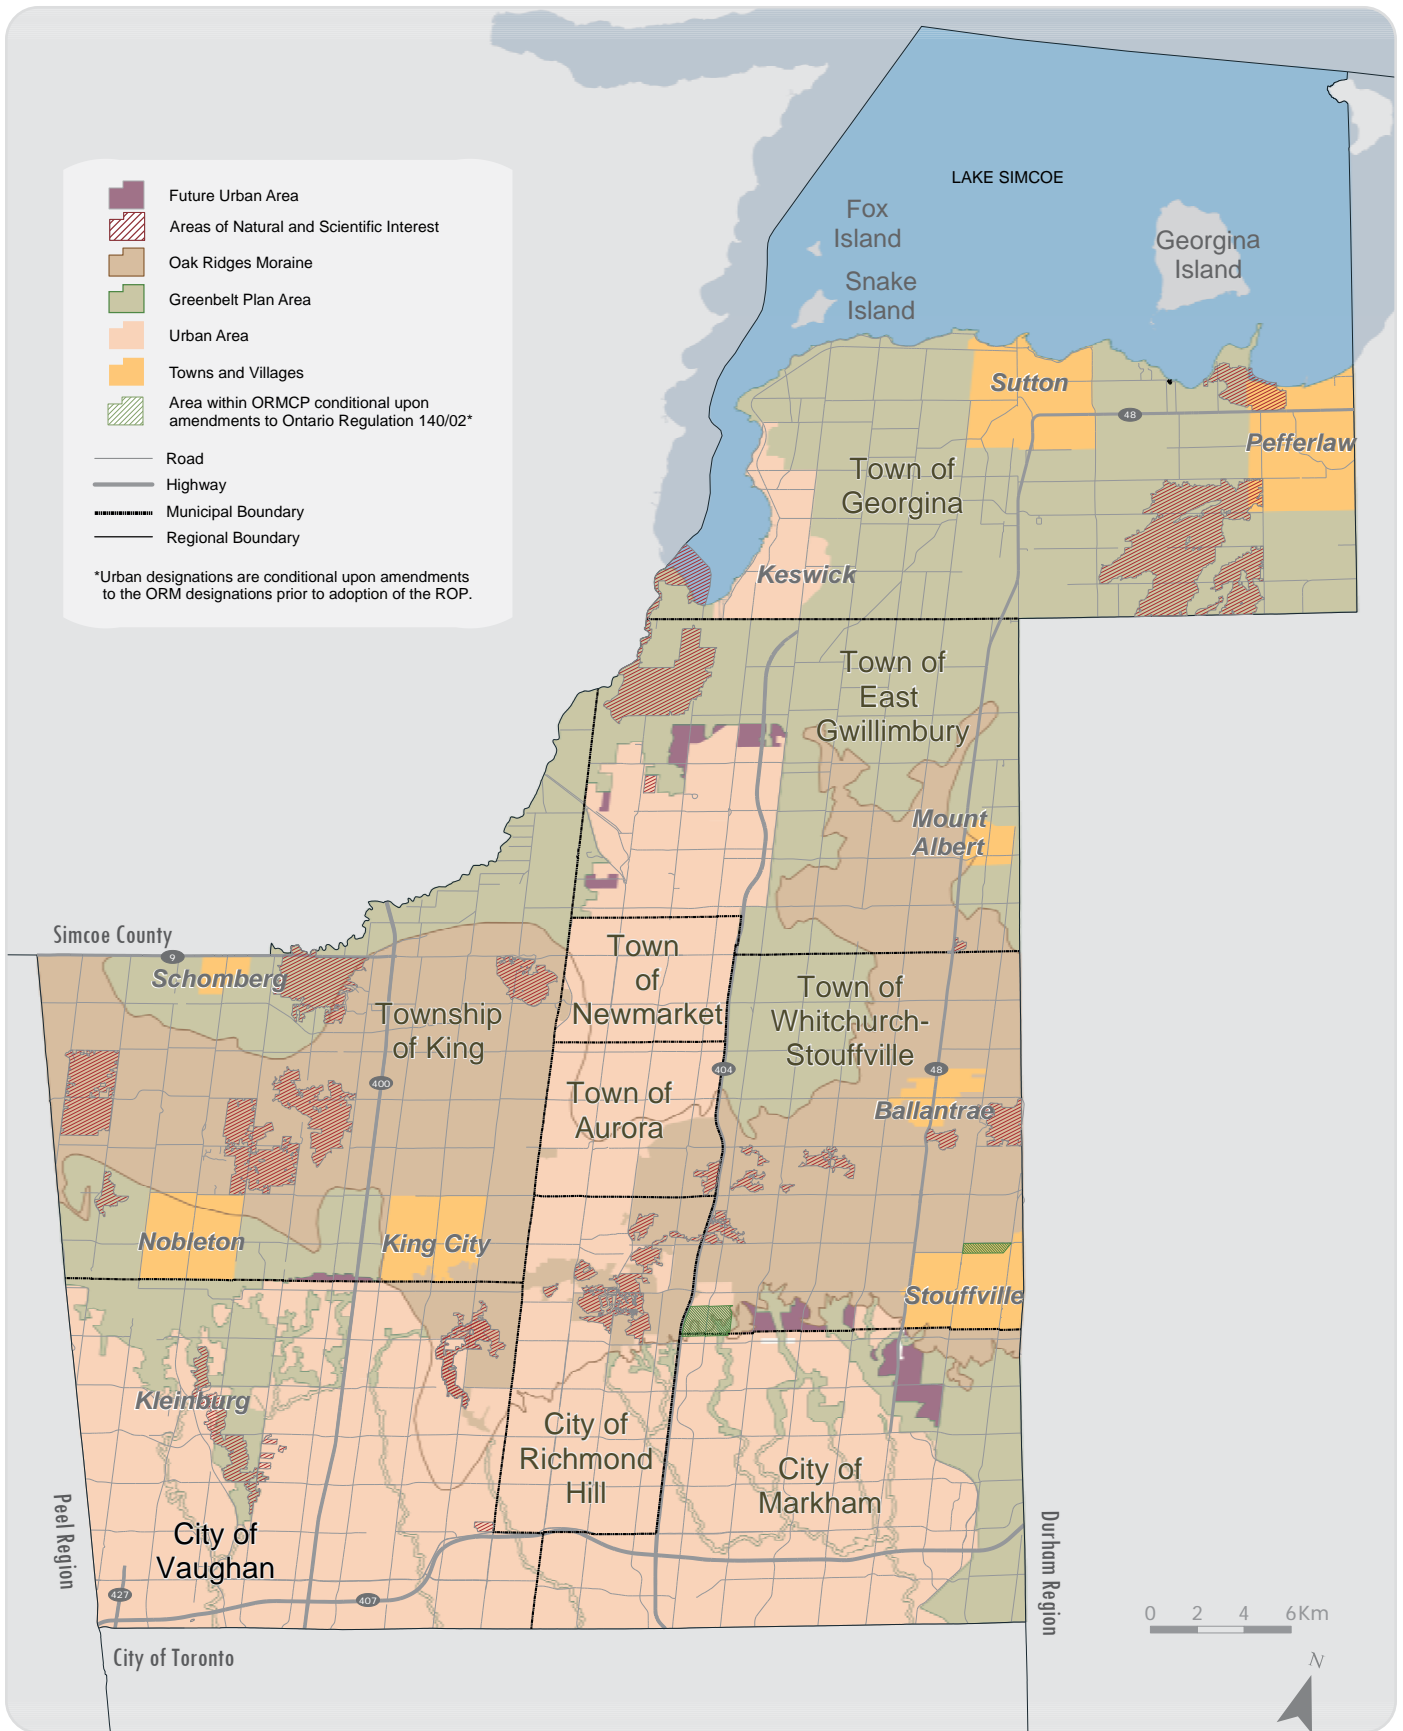 LAKE SIMCOE
Fox
Island
Snake
Island
Georgina
Island
Future Urban Area
Areas of Natural and Scientific Interest
Oak Ridges Moraine
Greenbelt Plan Area
Urban Area
Towns and Villages
Area within ORMCP conditional upon
amendments to Ontario Regulation 140/02*
Road
Highway
Municipal Boundary
Regional Boundary
*Urban designations are conditional upon amendments
to the ORM designations prior to adoption of the ROP.
Sutton
48
Pefferlaw
Town of
Georgina
Keswick
Town of
East
Gwillimbury
Mount
Albert
Simcoe County
9
Schomberg
Township
of King
400
Town
of
Newmarket
Town of
Whitchurch-
Stouffville
404
48
Town of
Aurora
Ballantrae
Nobleton
King City
Stouffville
Kleinburg
City of
Richmond
Hill
City of
Markham
City of
Vaughan
Peel Region
Durham Region
427
407
City of Toronto
0 2 4 6Km
N